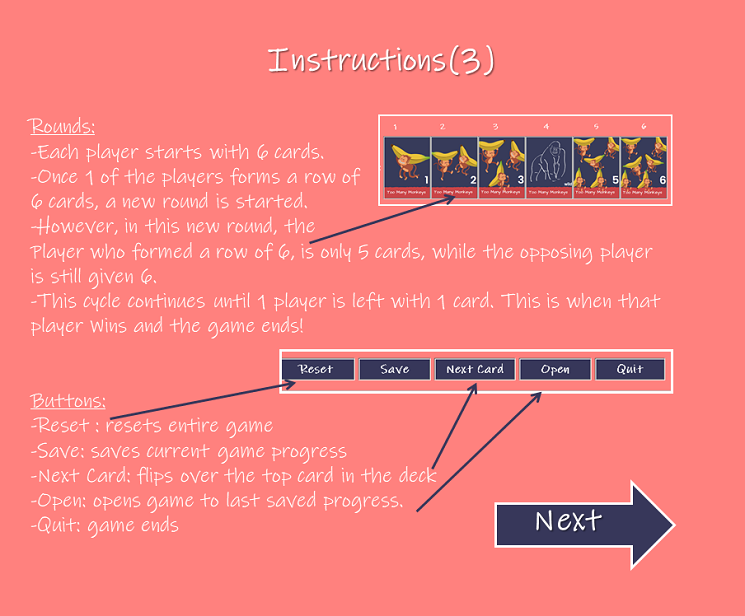 Instructions(3)
Rounds:
-Each player starts with 6 cards.
-Once 1 of the players forms a row of
6 cards, a new round is started.
-However, in this new round, the
Player who formed a row of 6, is only 5 cards, while the opposing player
is still given 6.
-This cycle continues until 1 player is left with 1 card. This is when that
player Wins and the game ends!
1 2 3 4 5 6
1 2 3 wild 5 6
Too Many Monkeys Too Many Monkeys Too Many Monkeys Too Many Monkeys Too Many Monkeys Too Many Monkeys
Reset Save Next Card Open Quit
Buttons:
-Reset : resets entire game
-Save: saves current game progress
-Next Card: flips over the top card in the deck
-Open: opens game to last saved progress.
-Quit: game ends
Next